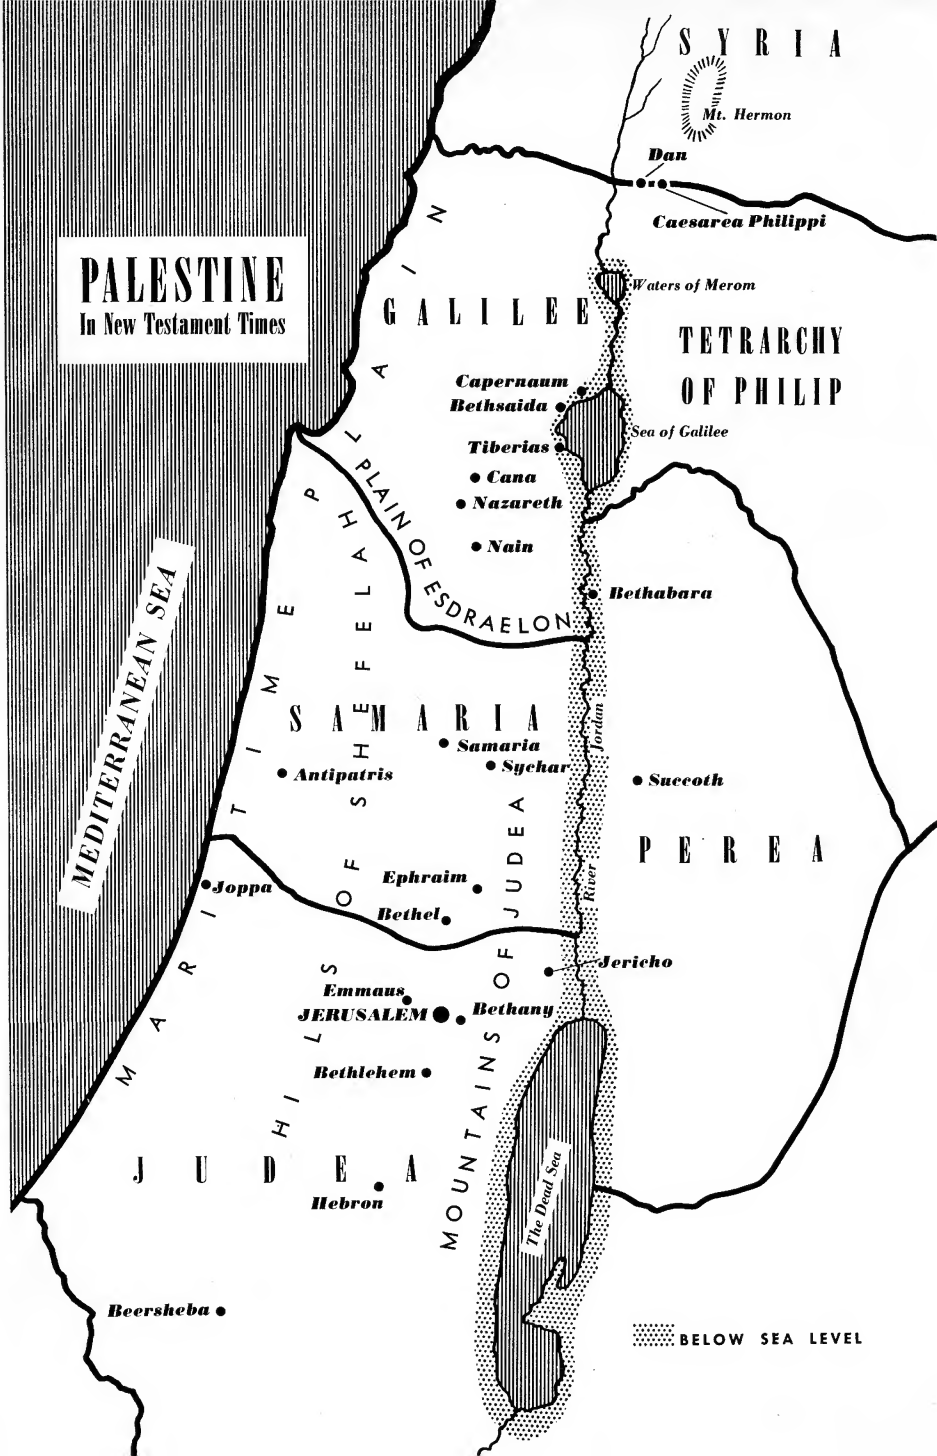 SYRIA
Mt. Hermon
Dan
Caesarea Philippi
PALESTINE
In New Testament Times
Waters of Merom
GALILEE
TETRARCHY
OF PHILIP
Capernaum
Bethsaida
Sea of Galilee
Tiberias
Cana
Nazareth
Nain
PLAIN OF ESDRAELON
Bethabara
MEDITERRANEAN SEA
MARITIME PLAIN
HILLS OF SHEFELAH
SAMARIA
Samaria
Sychar
Antipatris
Jordan River
Succoth
PEREA
Ephraim
Joppa
Bethel
MOUNTAINS OF JUDEA
Jericho
Emmaus
JERUSALEM
Bethany
Bethlehem
JUDEA
Hebron
The Dead Sea
Beersheba
BELOW SEA LEVEL